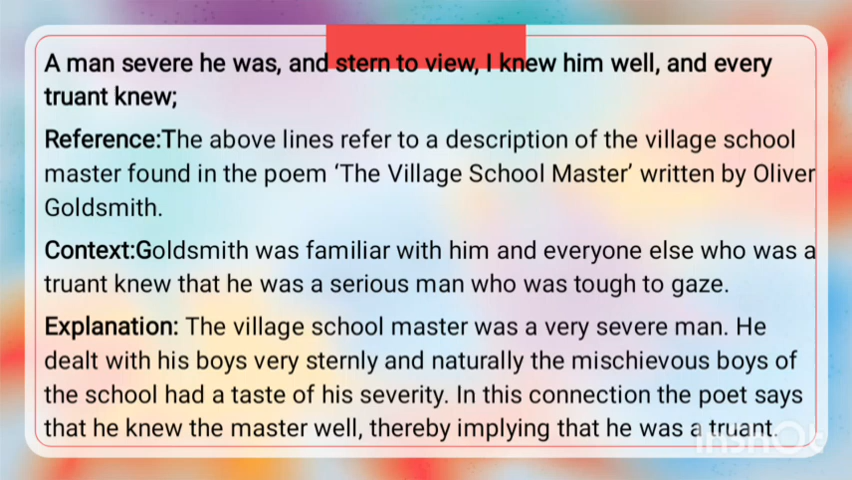 A man severe he was, and stern to view, I knew him well, and every
truant knew;
Reference:The above lines refer to a description of the village school
master found in the poem ‘The Village School Master’ written by Oliver
Goldsmith.
Context:Goldsmith was familiar with him and everyone else who was a
truant knew that he was a serious man who was tough to gaze.
Explanation: The village school master was a very severe man. He
dealt with his boys very sternly and naturally the mischievous boys of
the school had a taste of his severity. In this connection the poet says
that he knew the master well, thereby implying that he was a truant.
InShOt